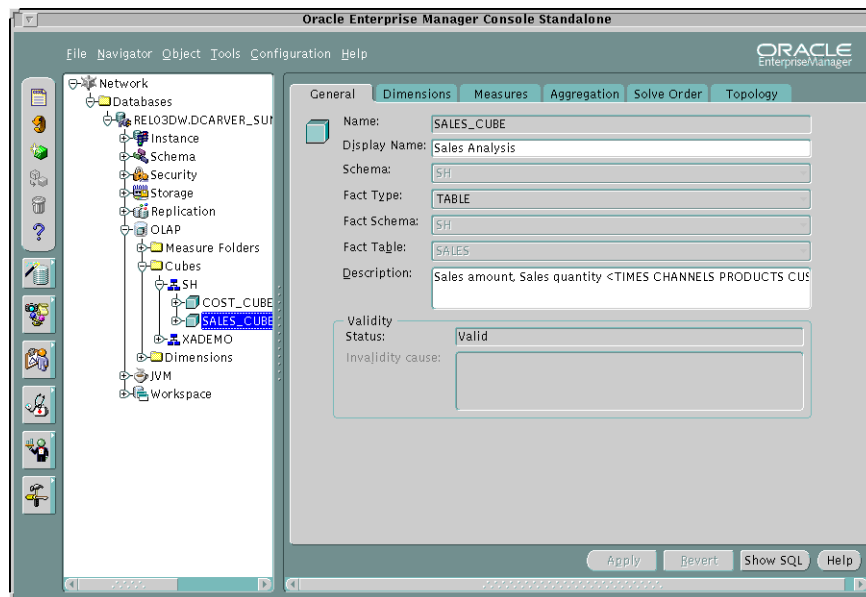 Oracle Enterprise Manager Console Standalone
File Navigator Object Tools Configuration Help
ORACLE
EnterpriseManager
Network
Databases
REL03DW.DCARVER_SUN
Instance
Schema
Security
Storage
Replication
OLAP
Measure Folders
Cubes
SH
COST_CUBE
SALES_CUBE
XADEMO
Dimensions
JVM
Workspace
General Dimensions Measures Aggregation Solve Order Topology
Name: SALES_CUBE
Display Name: Sales Analysis
Schema: SH
Fact Type: TABLE
Fact Schema: SH
Fact Table: SALES
Description: Sales amount, Sales quantity <TIMES CHANNELS PRODUCTS CUS
Validity
Status: Valid
Invalidity cause:
Apply Revert Show SQL Help